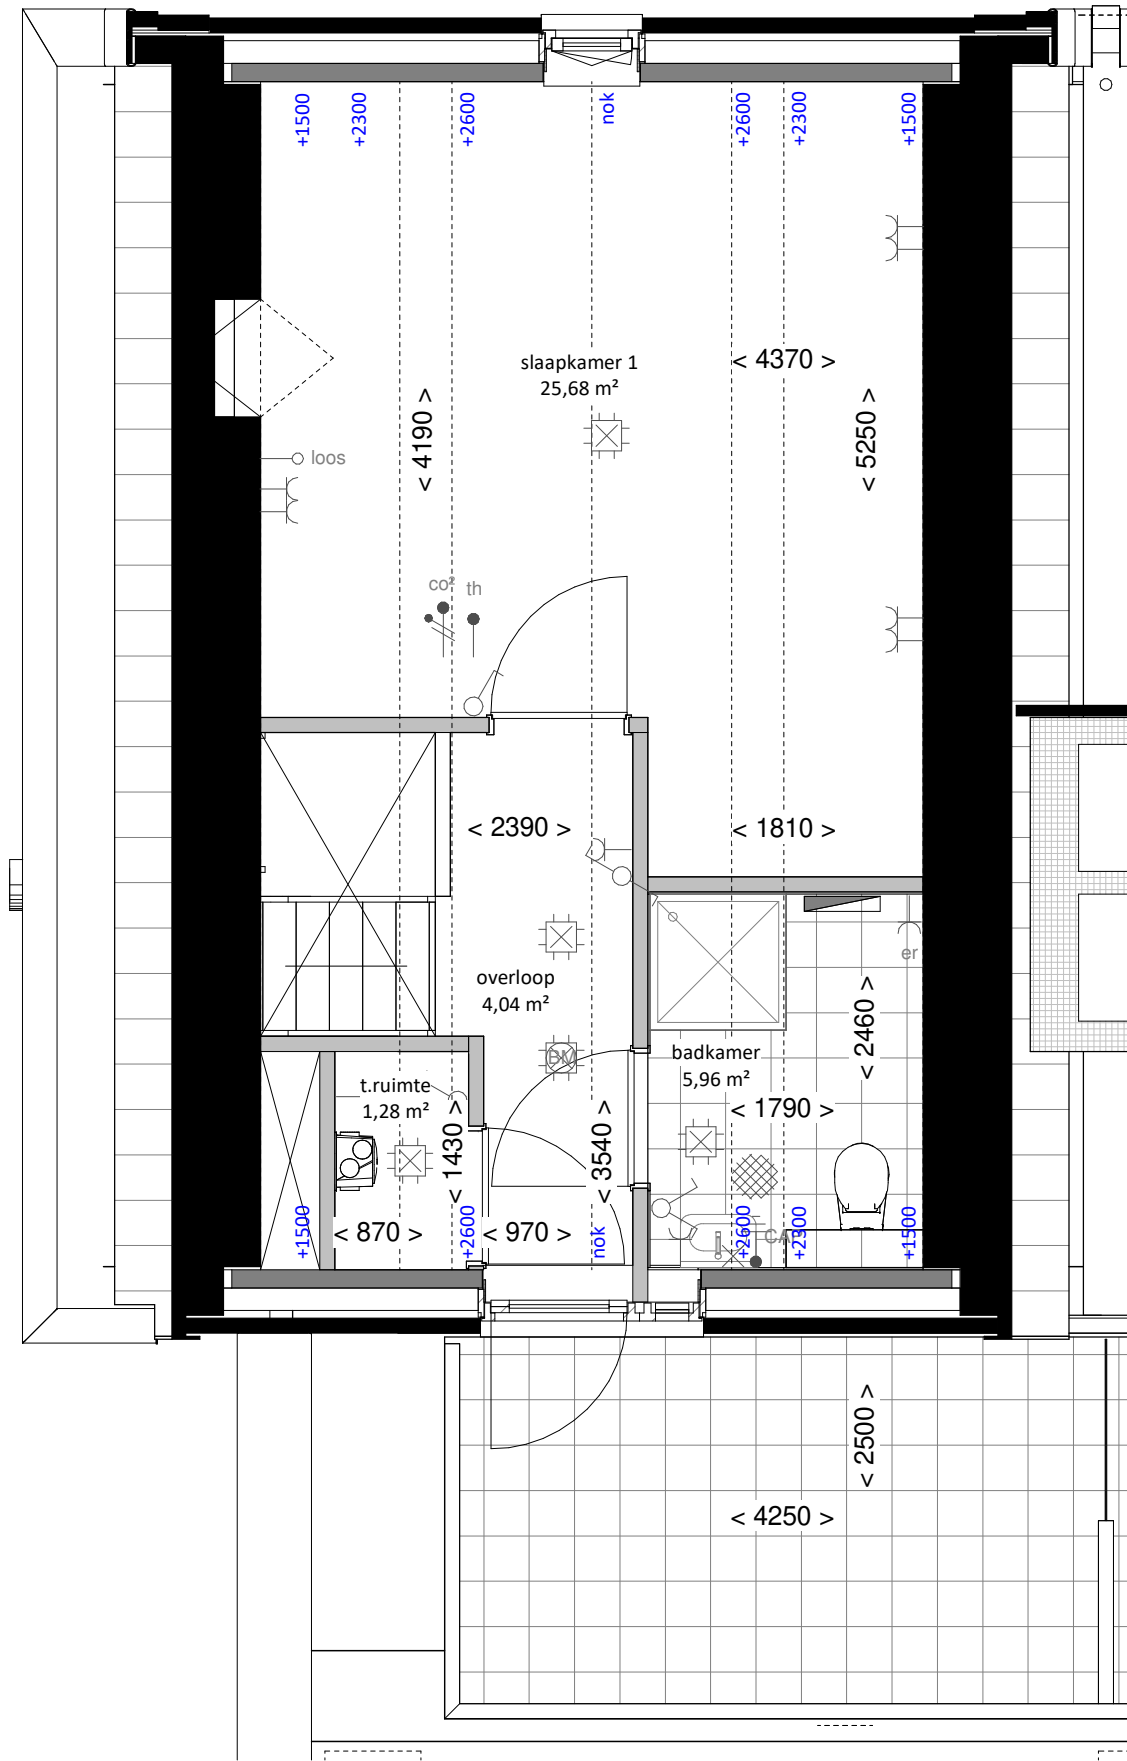 +1500
+2300
+2600
nok
+2600
+2300
+1500
slaapkamer 1
25,68 m²
< 4370 >
< 4190 >
< 5250 >
loos
co²
th
< 2390 >
< 1810 >
overloop
4,04 m²
er
< 2460 >
BM
badkamer
5,96 m²
t.ruimte
1,28 m²
< 1790 >
< 1430 >
< 3540 >
+1500
< 870 >
+2600
< 970 >
nok
+2600
+2300
+1500
< 2500 >
< 4250 >